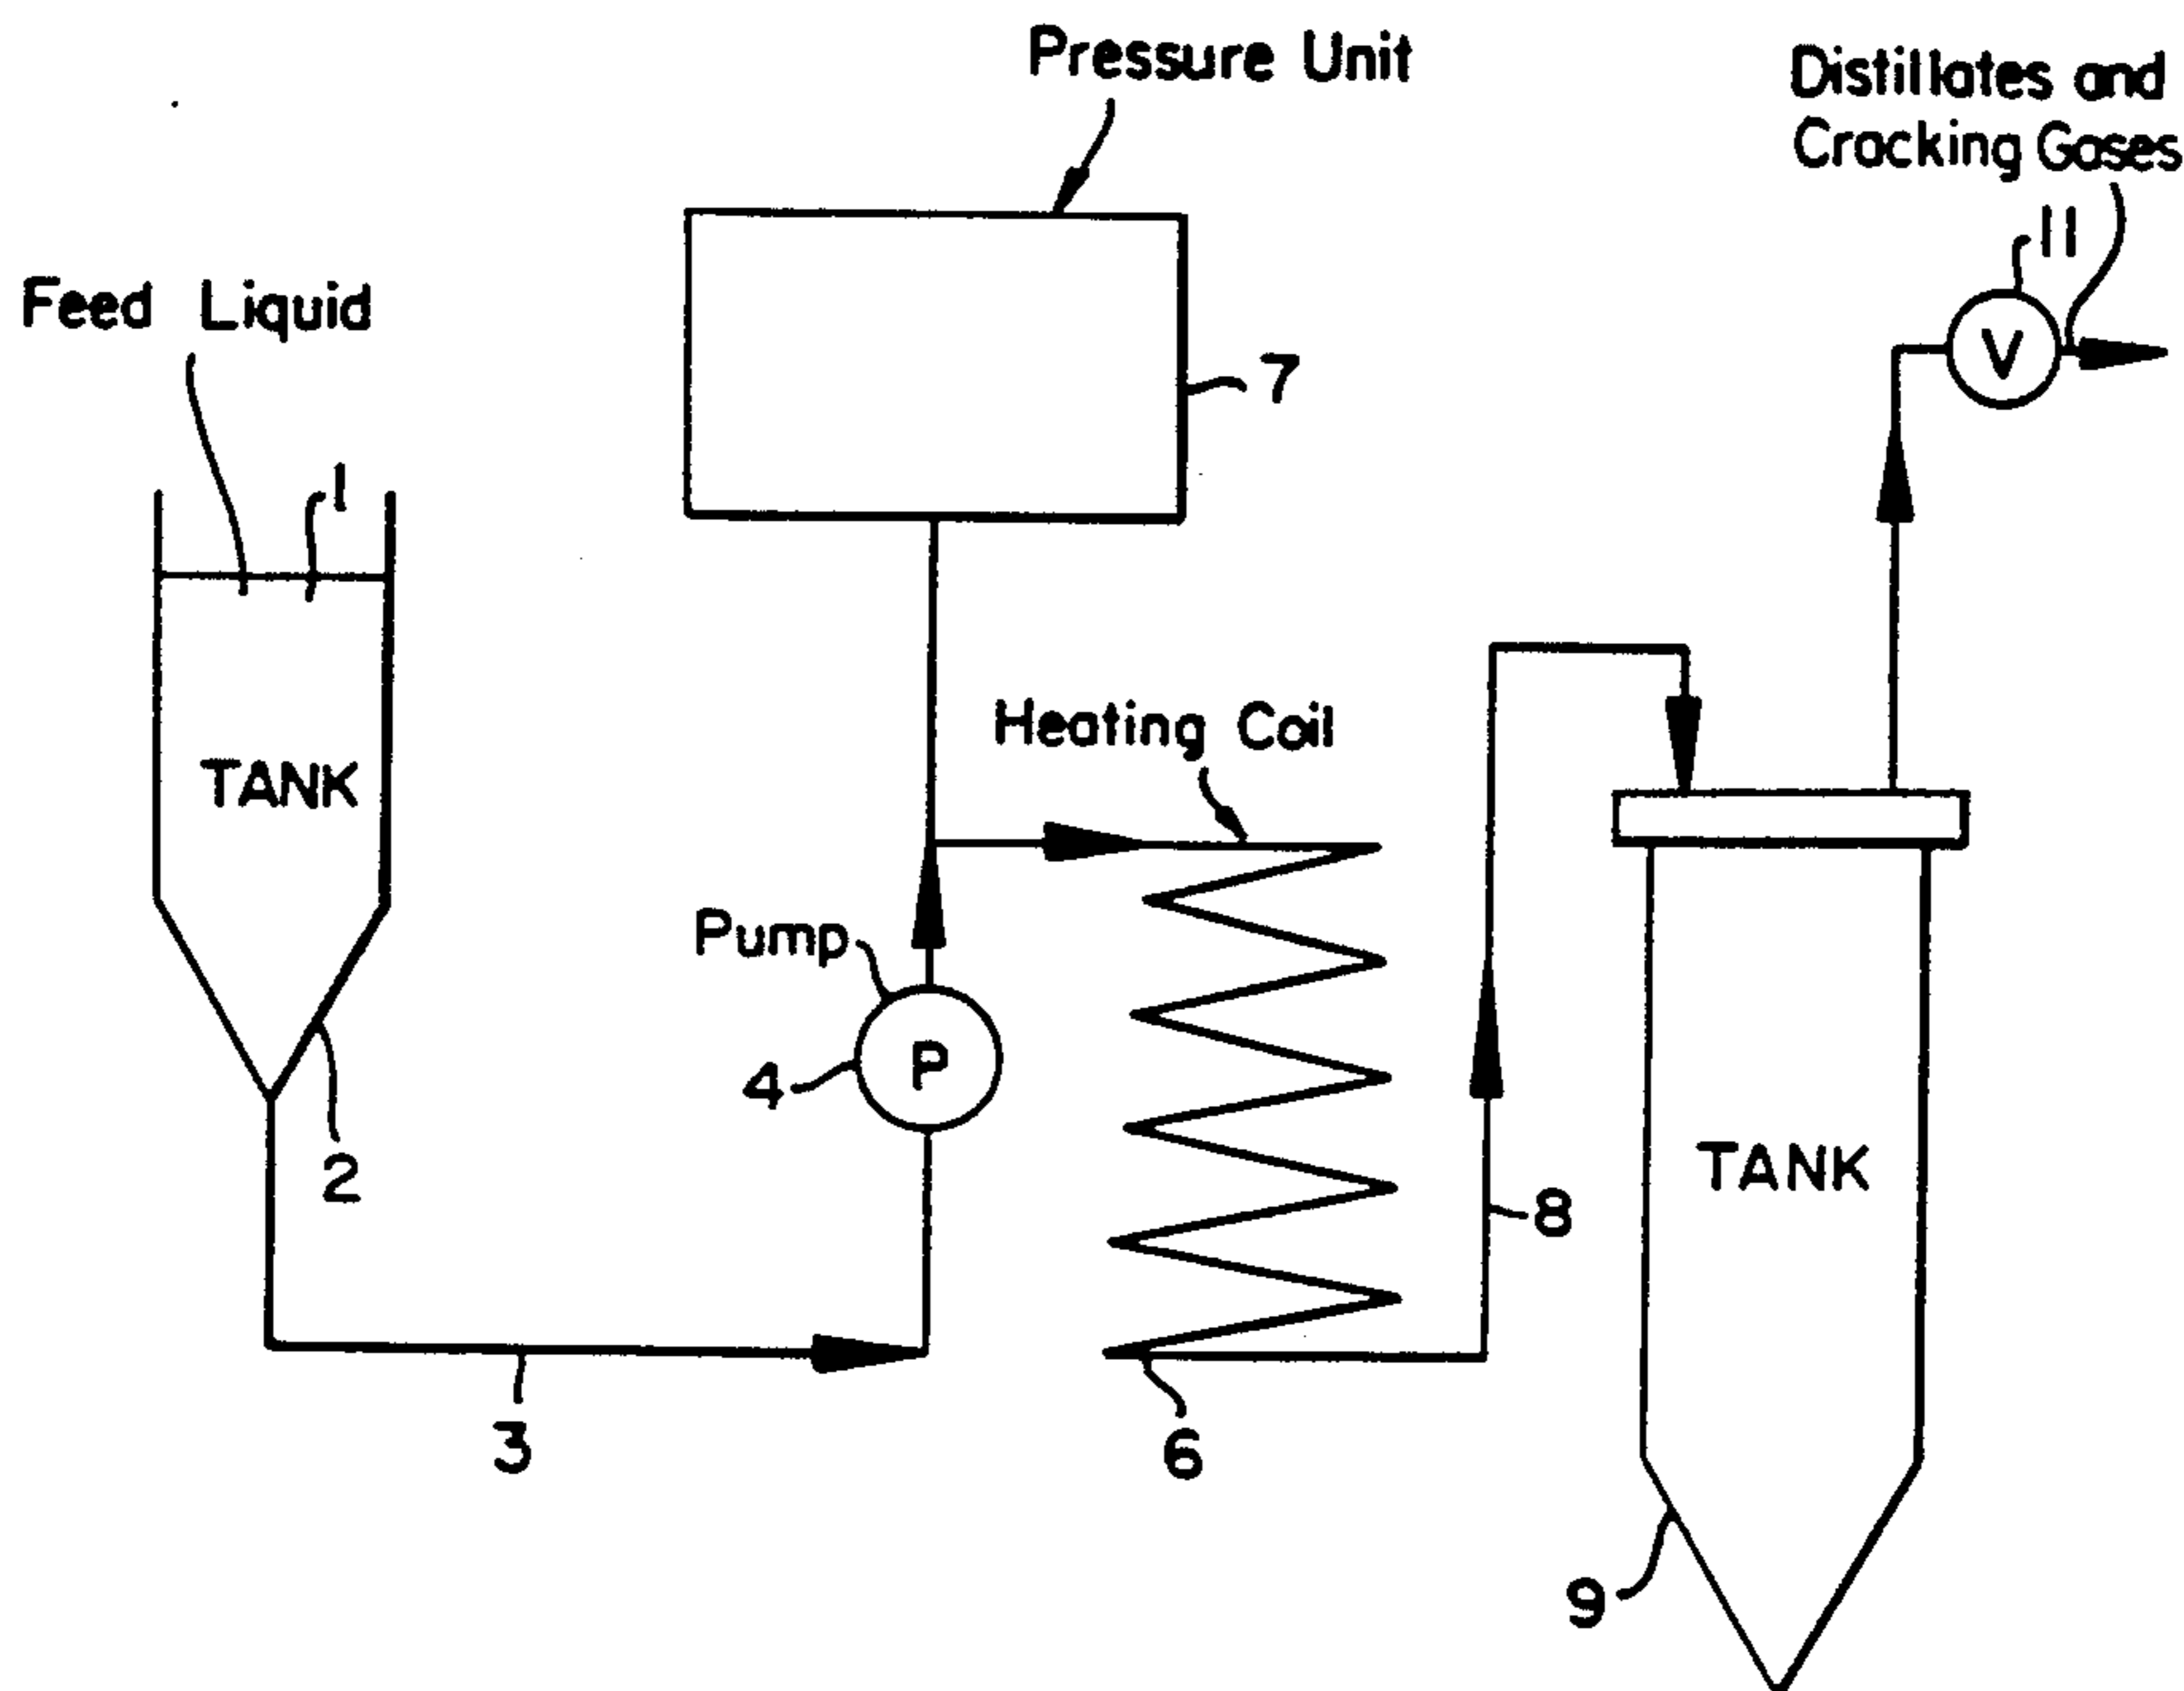 Pressure Unit
Distillates and
Cracking Gases
11
V
Feed Liquid
7
1
TANK
Heating Coil
Pump
P
4
2
TANK
8
3
6
9